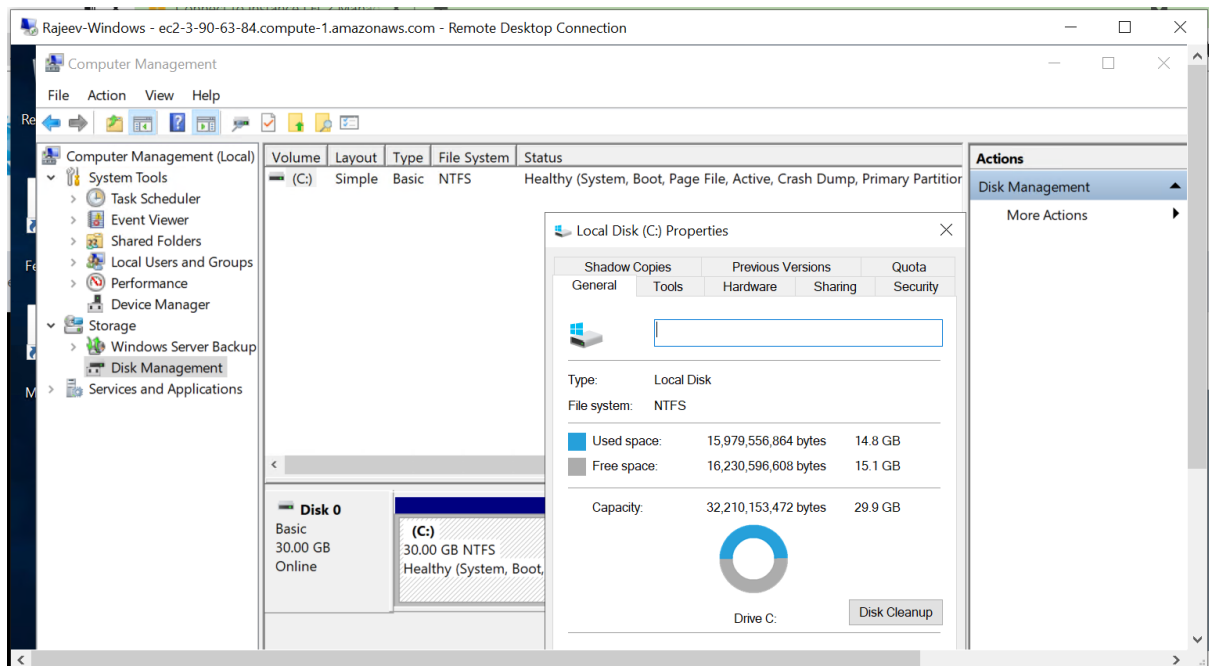 Rajeev-Windows - ec2-3-90-63-84.compute-1.amazonaws.com - Remote Desktop Connection
Computer Management
File Action View Help
Re
Computer Management (Local)
System Tools
Task Scheduler
Event Viewer
Shared Folders
Local Users and Groups
Performance
Device Manager
Storage
Windows Server Backup
Disk Management
Services and Applications
Fe
M
Volume Layout Type File System Status
(C:) Simple Basic NTFS Healthy (System, Boot, Page File, Active, Crash Dump, Primary Partition
Disk 0
Basic
30.00 GB
Online
(C:)
30.00 GB NTFS
Healthy (System, Boot,
Local Disk (C:) Properties
Shadow Copies Previous Versions Quota
General Tools Hardware Sharing Security
Type: Local Disk
File system: NTFS
Used space: 15,979,556,864 bytes 14.8 GB
Free space: 16,230,596,608 bytes 15.1 GB
Capacity: 32,210,153,472 bytes 29.9 GB
Drive C:
Disk Cleanup
Actions
Disk Management
More Actions